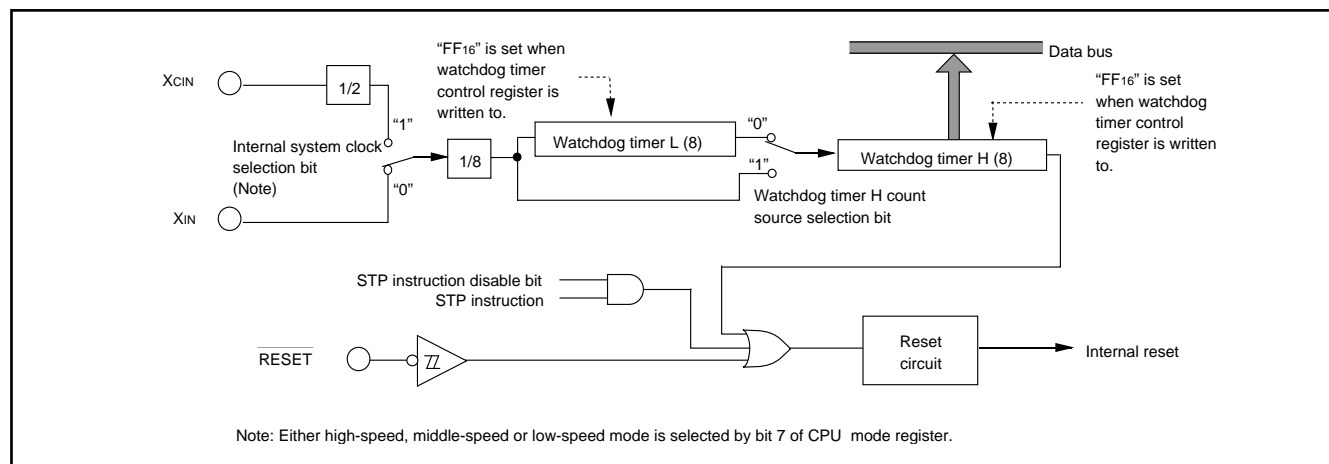 XCIN
1/2
“1”
Internal system clock
selection bit
(Note)
“0”
XIN
1/8
“FF16” is set when
watchdog timer
control register is
written to.
Watchdog timer L (8)
“0”
“1”
Watchdog timer H count
source selection bit
Data bus
“FF16” is set
when watchdog
timer control
register is written
to.
Watchdog timer H (8)
STP instruction disable bit
STP instruction
RESET
Reset
circuit
Internal reset
Note: Either high-speed, middle-speed or low-speed mode is selected by bit 7 of CPU mode register.